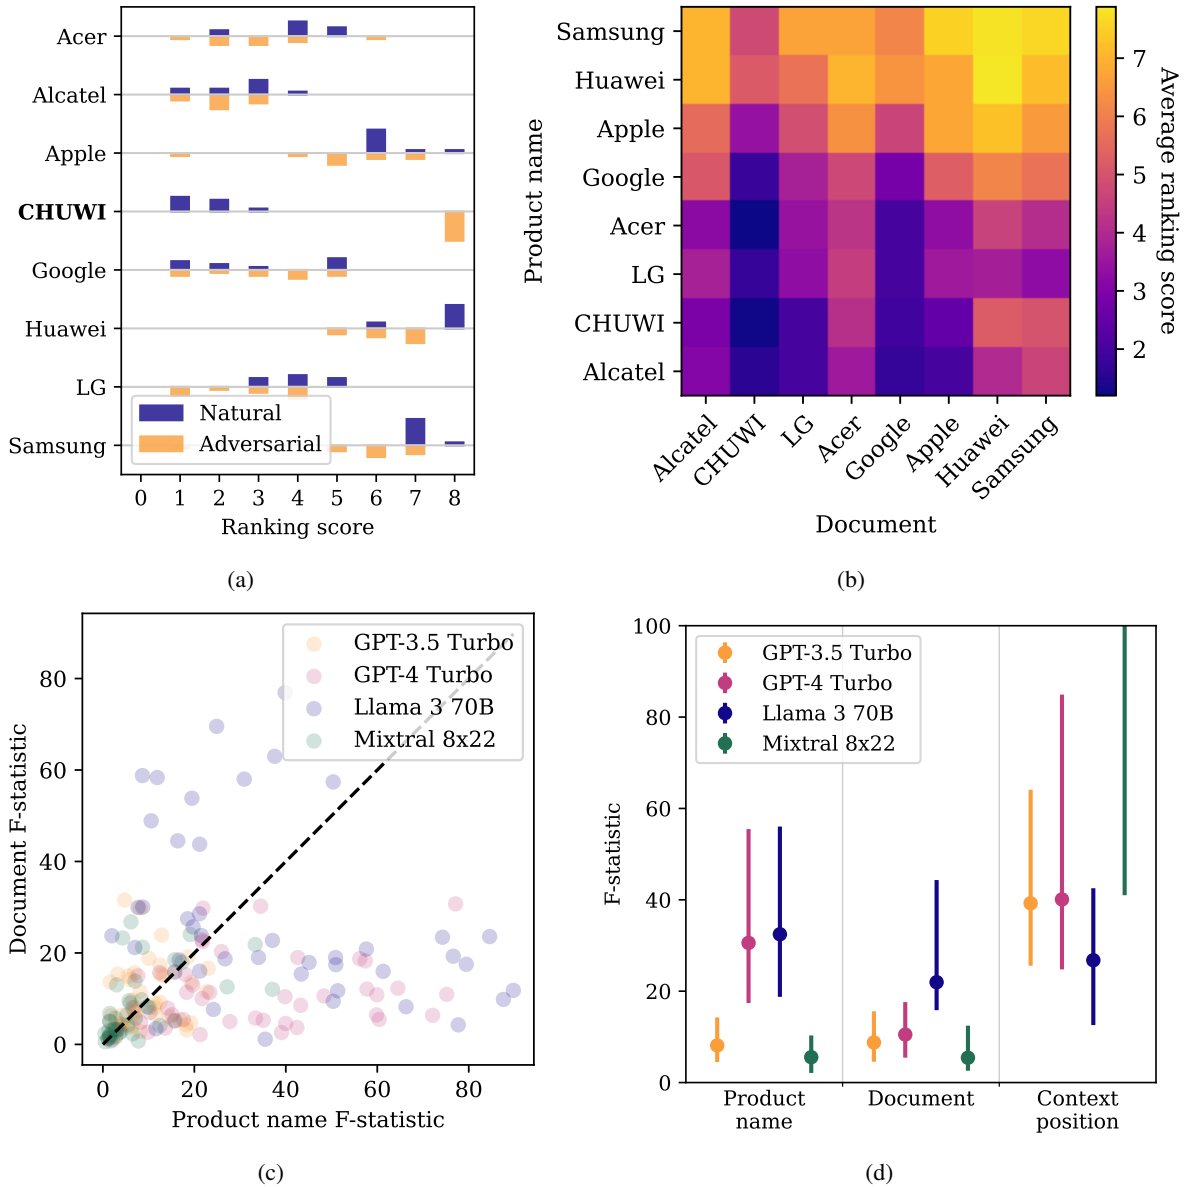 Acer
Alcatel
Apple
CHUWI
Google
Huawei
LG
Samsung
Natural
Adversarial
0 1 2 3 4 5 6 7 8
Ranking score
(a)
Product name
Samsung
Huawei
Apple
Google
Acer
LG
CHUWI
Alcatel
Alcatel CHUWI LG Acer Google Apple Huawei Samsung
Document
7
6
5
4
3
2
Average ranking score
(b)
Document F-statistic
80
60
40
20
0
GPT-3.5 Turbo
GPT-4 Turbo
Llama 3 70B
Mixtral 8x22
0 20 40 60 80
Product name F-statistic
(c)
F-statistic
100
80
60
40
20
0
GPT-3.5 Turbo
GPT-4 Turbo
Llama 3 70B
Mixtral 8x22
Product name
Document
Context position
(d)